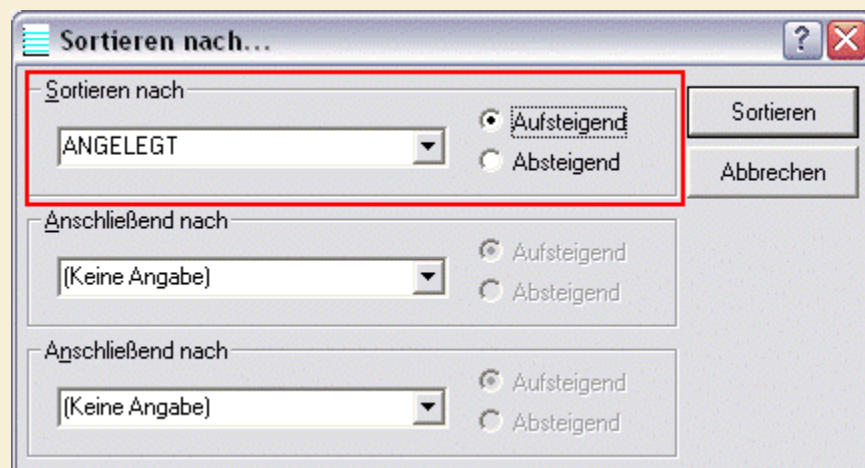 Sortieren nach...
Sortieren nach
ANGELEGT
Aufsteigend
Absteigend
Sortieren
Abbrechen
Anschließend nach
(Keine Angabe)
Aufsteigend
Absteigend
Anschließend nach
(Keine Angabe)
Aufsteigend
Absteigend